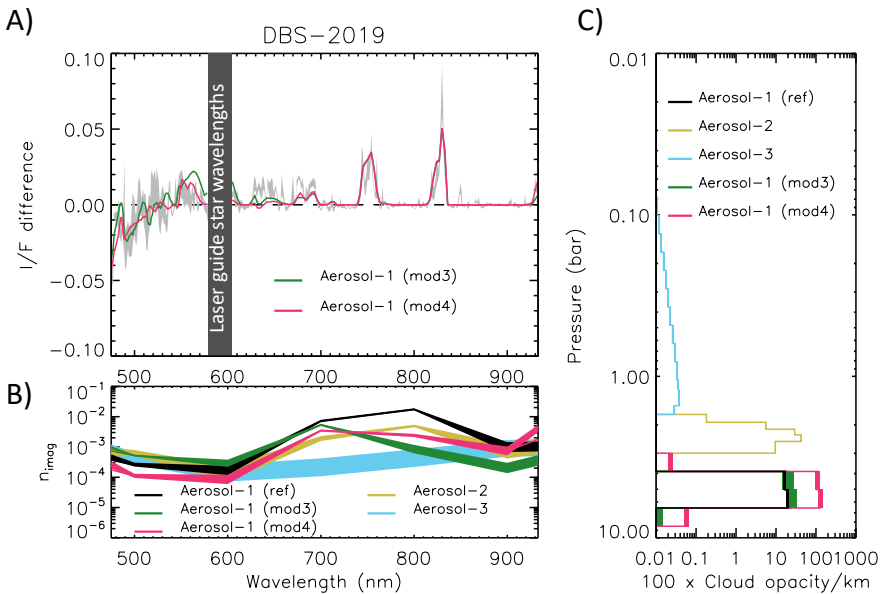 A)
DBS-2019
0.10
0.05
0.00
-0.05
-0.10
I/F difference
Laser guide star wavelengths
Aerosol-1 (mod3)
Aerosol-1 (mod4)
500 600 700 800 900
B)
10-1
10-2
10-3
10-4
10-5
10-6
nimag
Aerosol-1 (ref)
Aerosol-1 (mod3)
Aerosol-1 (mod4)
Aerosol-2
Aerosol-3
500 600 700 800 900
Wavelength (nm)
C)
0.01
0.10
1.00
10.00
Pressure (bar)
Aerosol-1 (ref)
Aerosol-2
Aerosol-3
Aerosol-1 (mod3)
Aerosol-1 (mod4)
0.01 0.1 1 10 100 1000
100 x Cloud opacity/km